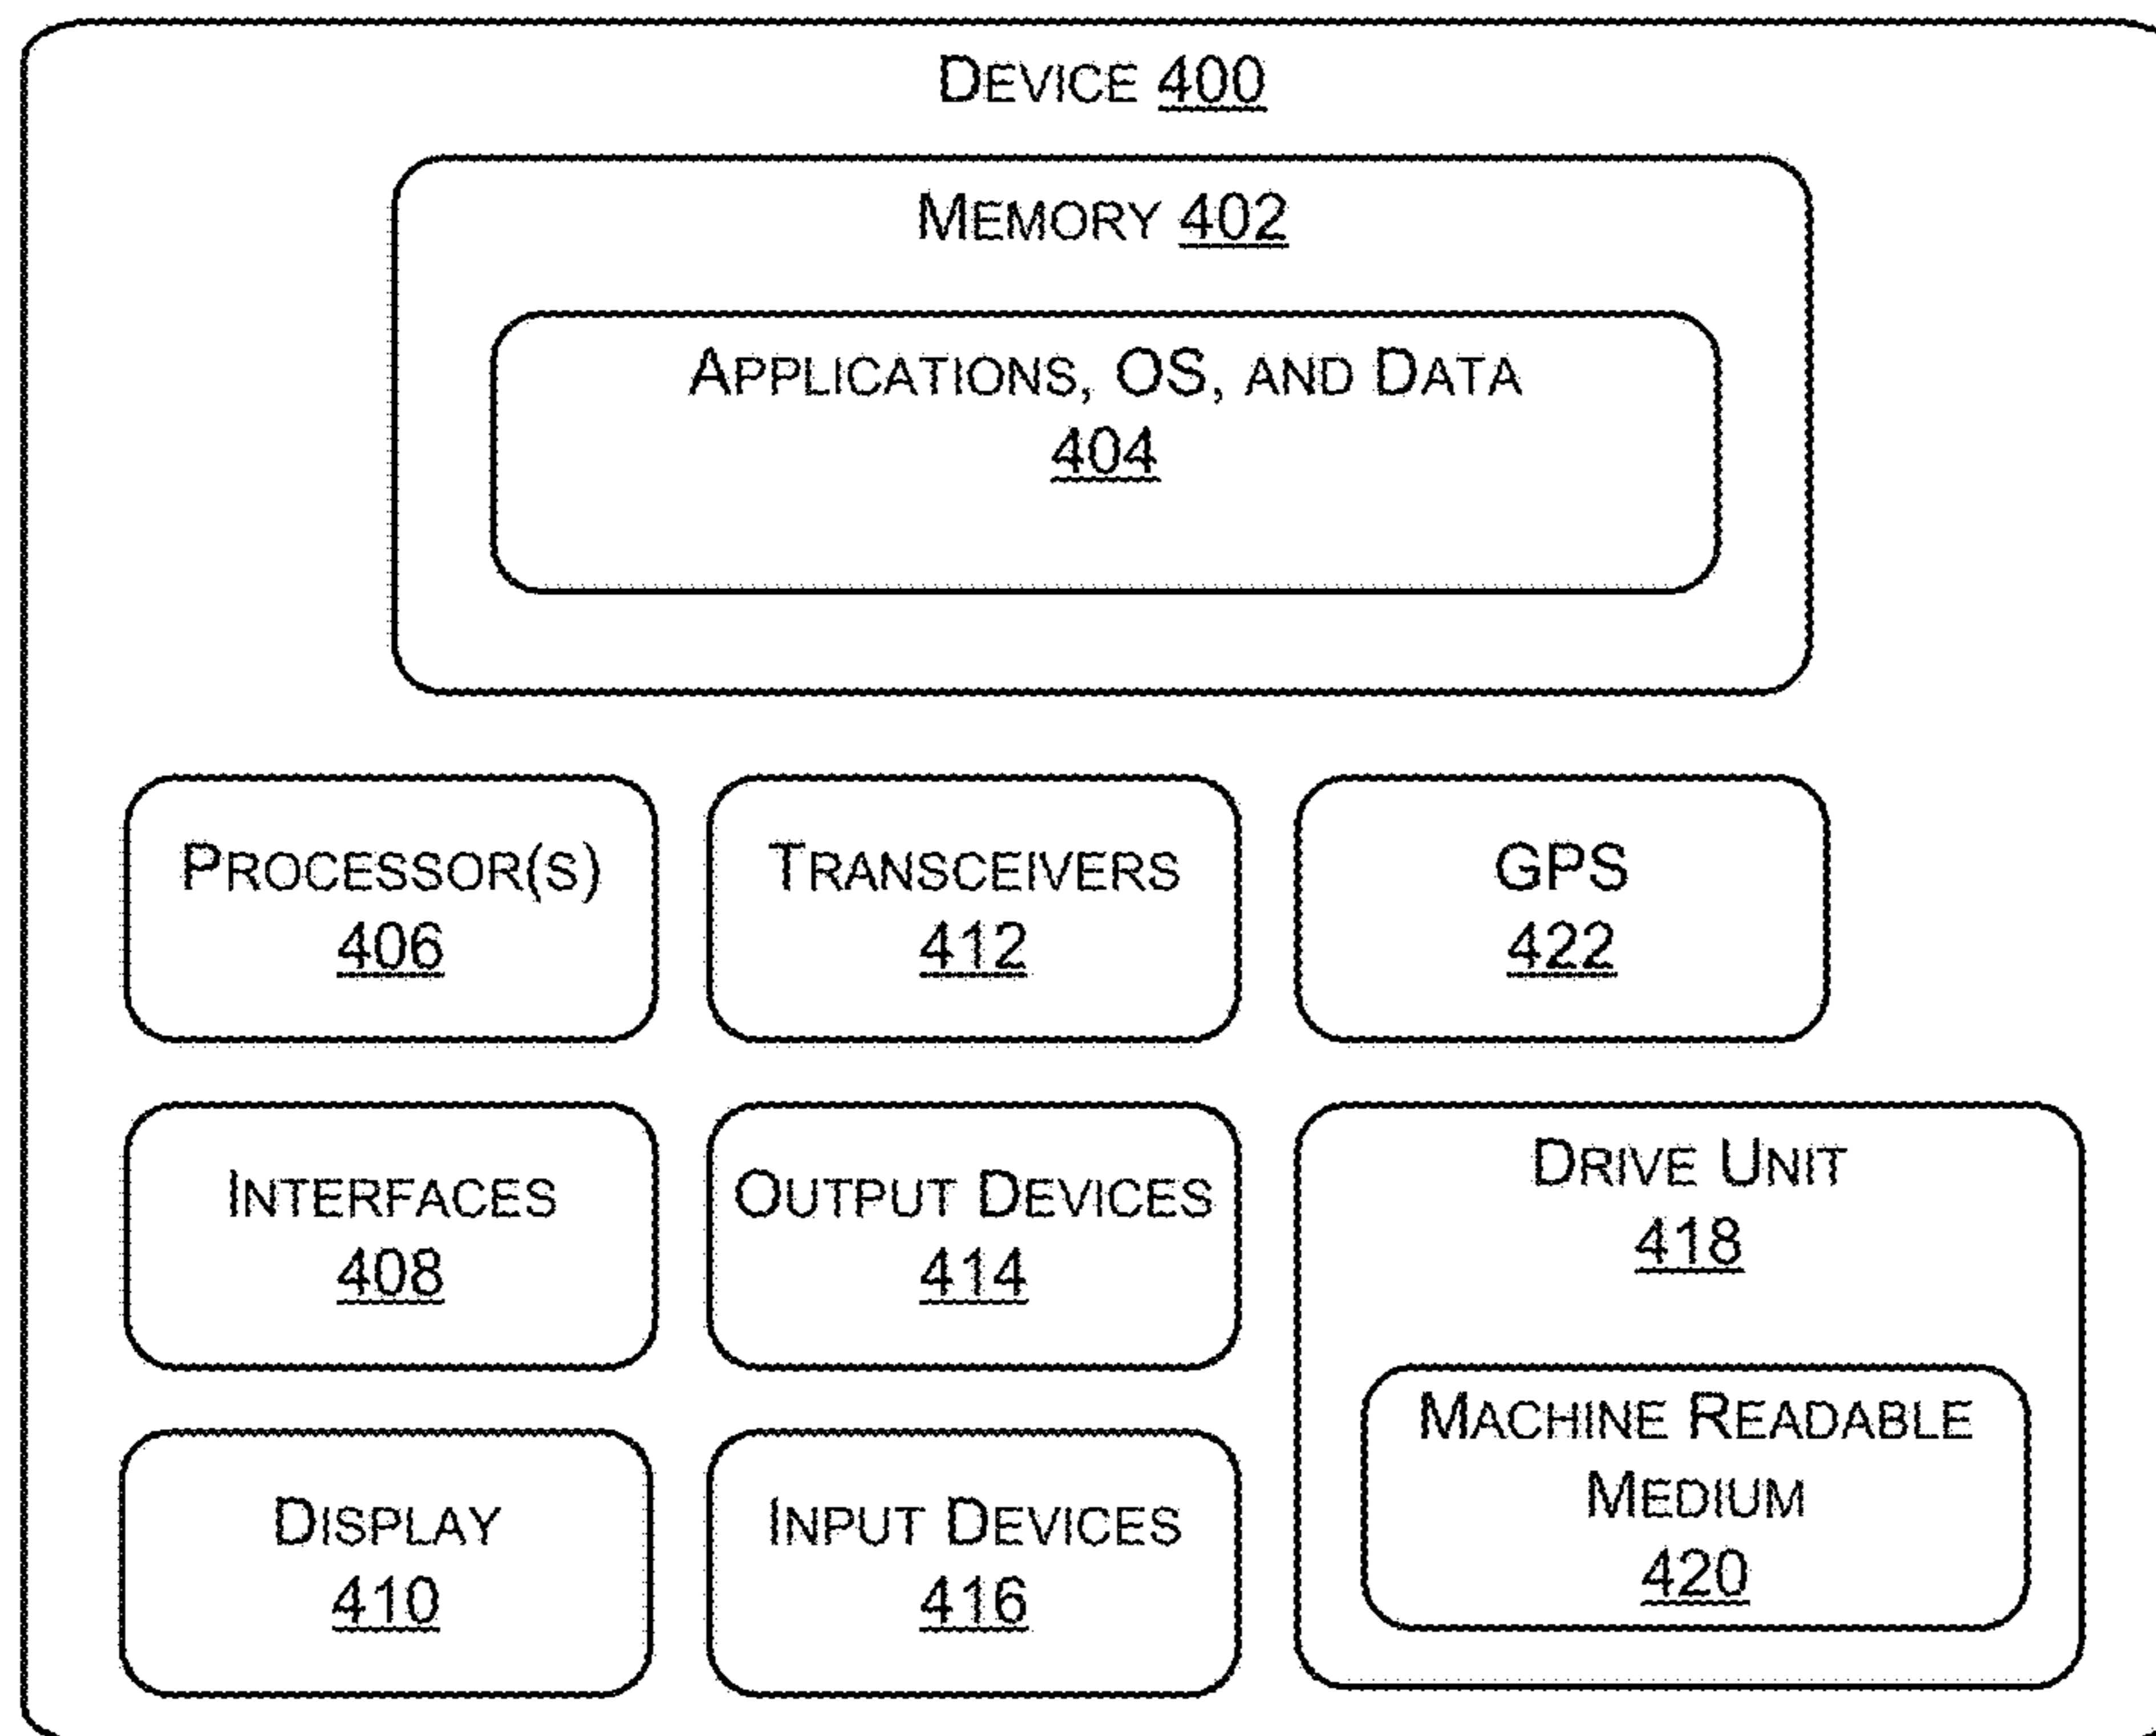 DEVICE 400
MEMORY 402
APPLICATIONS, OS, AND DATA
404
PROCESSOR(S)
406
TRANSCEIVERS
412
GPS
422
INTERFACES
408
OUTPUT DEVICES
414
DRIVE UNIT
418
MACHINE READABLE
MEDIUM
420
DISPLAY
410
INPUT DEVICES
416